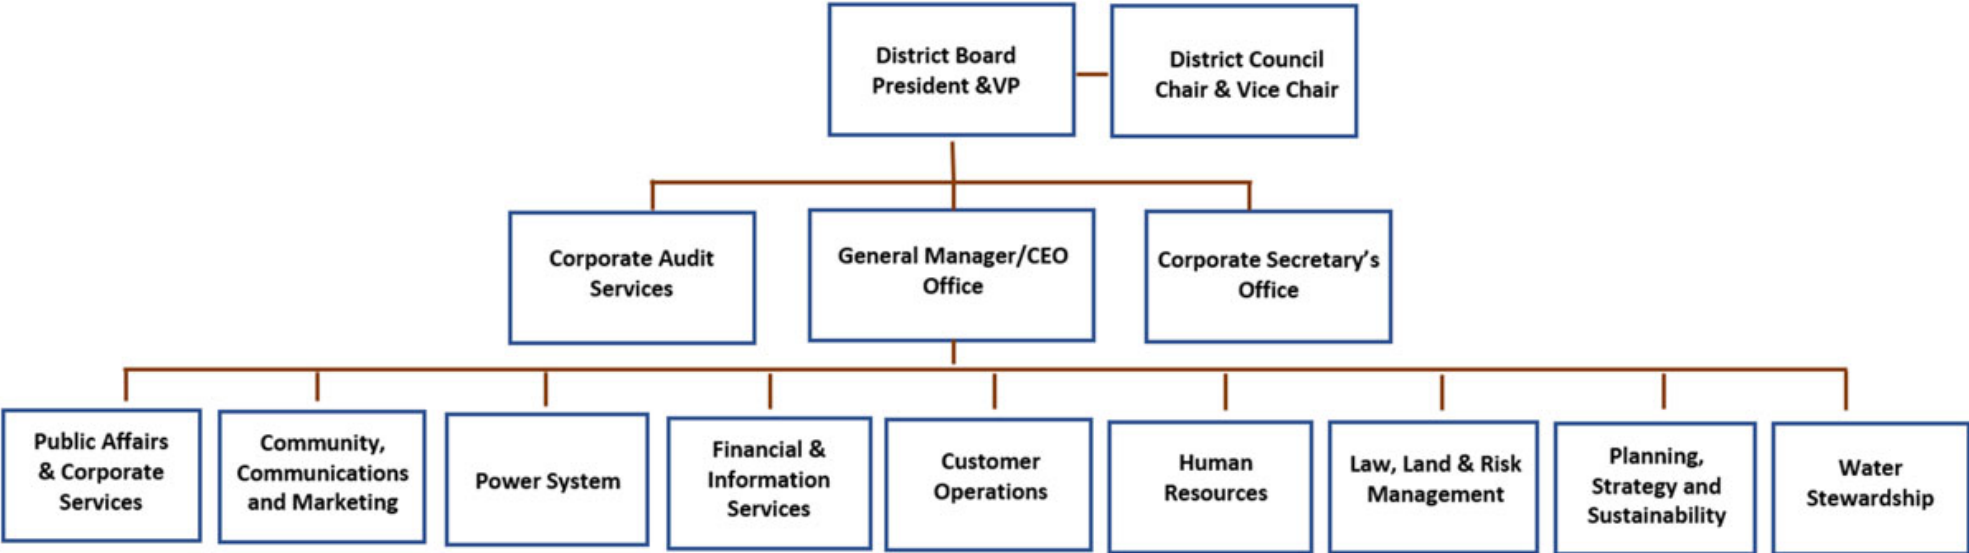 District Board
President &VP
District Council
Chair & Vice Chair
Corporate Audit
Services
General Manager/CEO
Office
Corporate Secretary’s
Office
Public Affairs
& Corporate
Services
Community,
Communications
and Marketing
Power System
Financial &
Information
Services
Customer
Operations
Human
Resources
Law, Land & Risk
Management
Planning,
Strategy and
Sustainability
Water
Stewardship